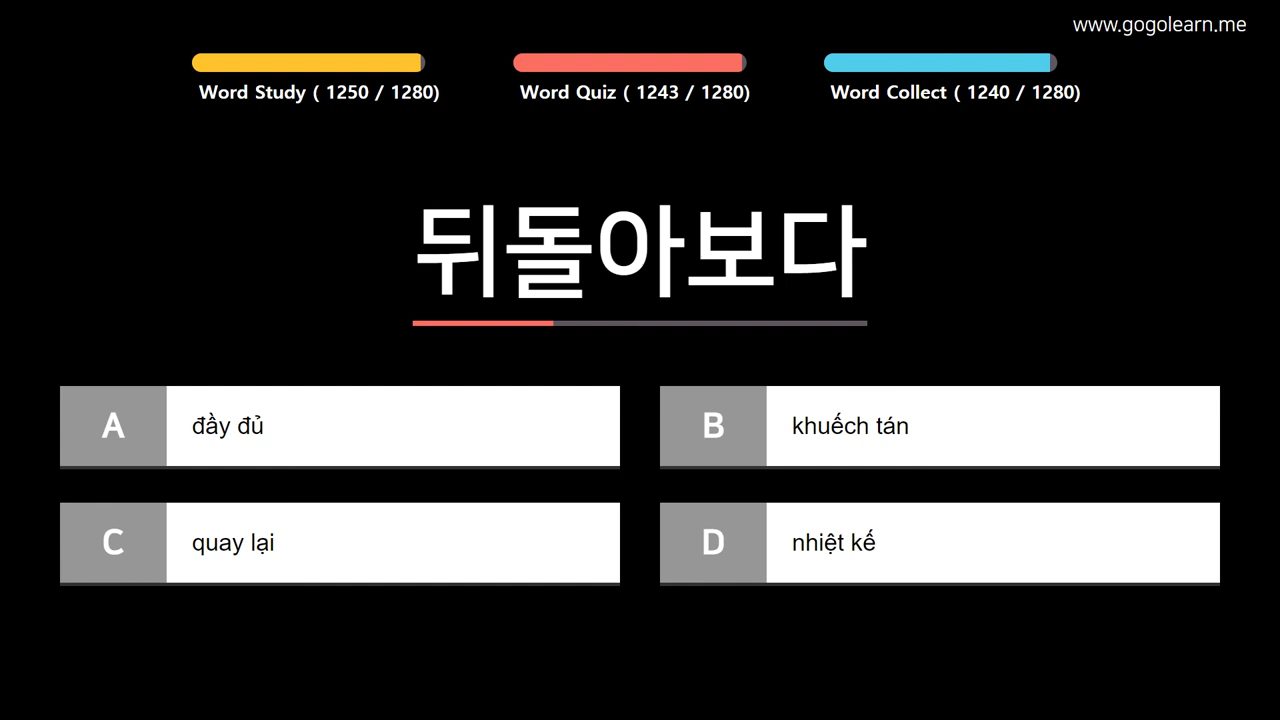 www.gogolearn.me
Word Study ( 1250 / 1280)
Word Quiz ( 1243 / 1280)
Word Collect ( 1240 / 1280)
뒤돌아보다
A đầy đủ
B khuếch tán
C quay lại
D nhiệt kế